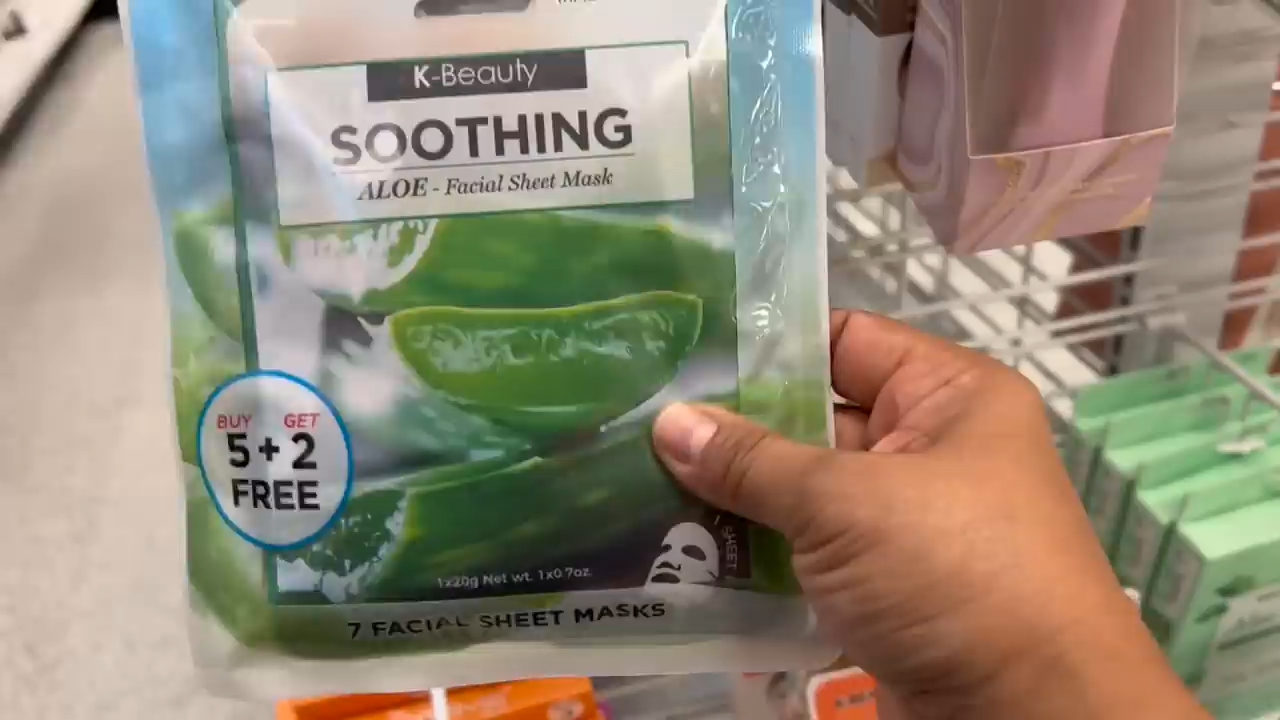 K-Beauty
SOOTHING
ALOE - Facial Sheet Mask
BUY GET
5 + 2
FREE
SHEET
1x20g Net wt. 1x0.7oz.
7 FACIAL SHEET MASKS